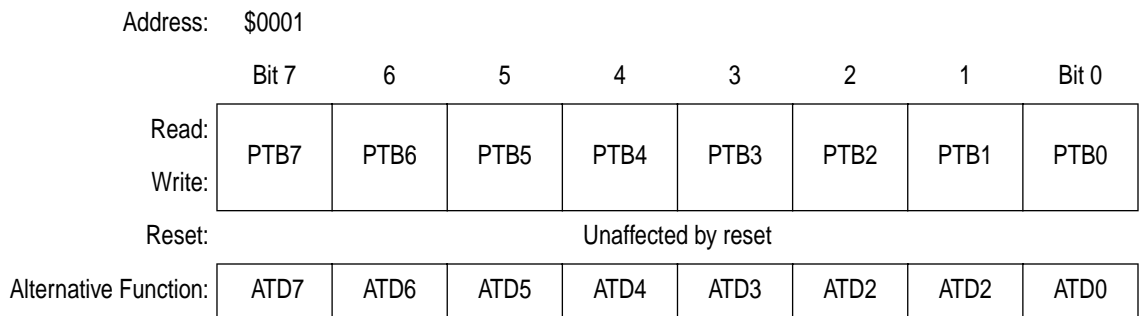 Address: $0001
Bit 7 6 5 4 3 2 1 Bit 0
Read:
PTB7 PTB6 PTB5 PTB4 PTB3 PTB2 PTB1 PTB0
Write:
Reset: Unaffected by reset
Alternative Function: ATD7 ATD6 ATD5 ATD4 ATD3 ATD2 ATD2 ATD0